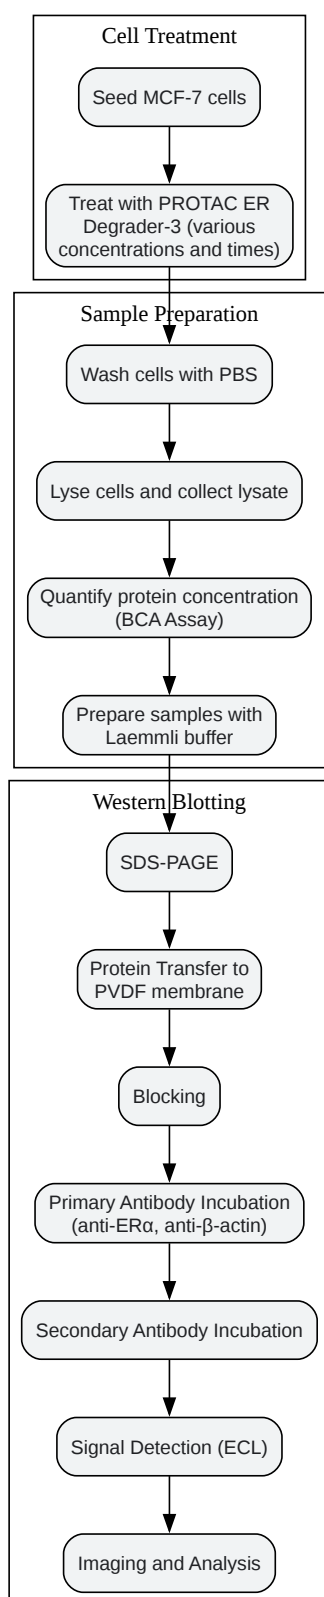 Cell Treatment
Seed MCF-7 cells
Treat with PROTAC ER
Degrader-3 (various
concentrations and times)
Sample Preparation
Wash cells with PBS
Lyse cells and collect lysate
Quantify protein concentration
(BCA Assay)
Prepare samples with
Laemmli buffer
Western Blotting
SDS-PAGE
Protein Transfer to
PVDF membrane
Blocking
Primary Antibody Incubation
(anti-ERα, anti-β-actin)
Secondary Antibody Incubation
Signal Detection (ECL)
Imaging and Analysis